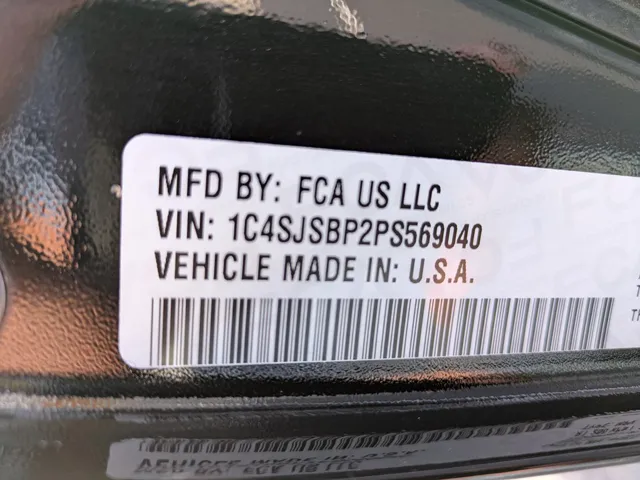 MFD BY: FCA US LLC
VIN: 1C4SJSBP2PS569040
VEHICLE MADE IN: U.S.A.